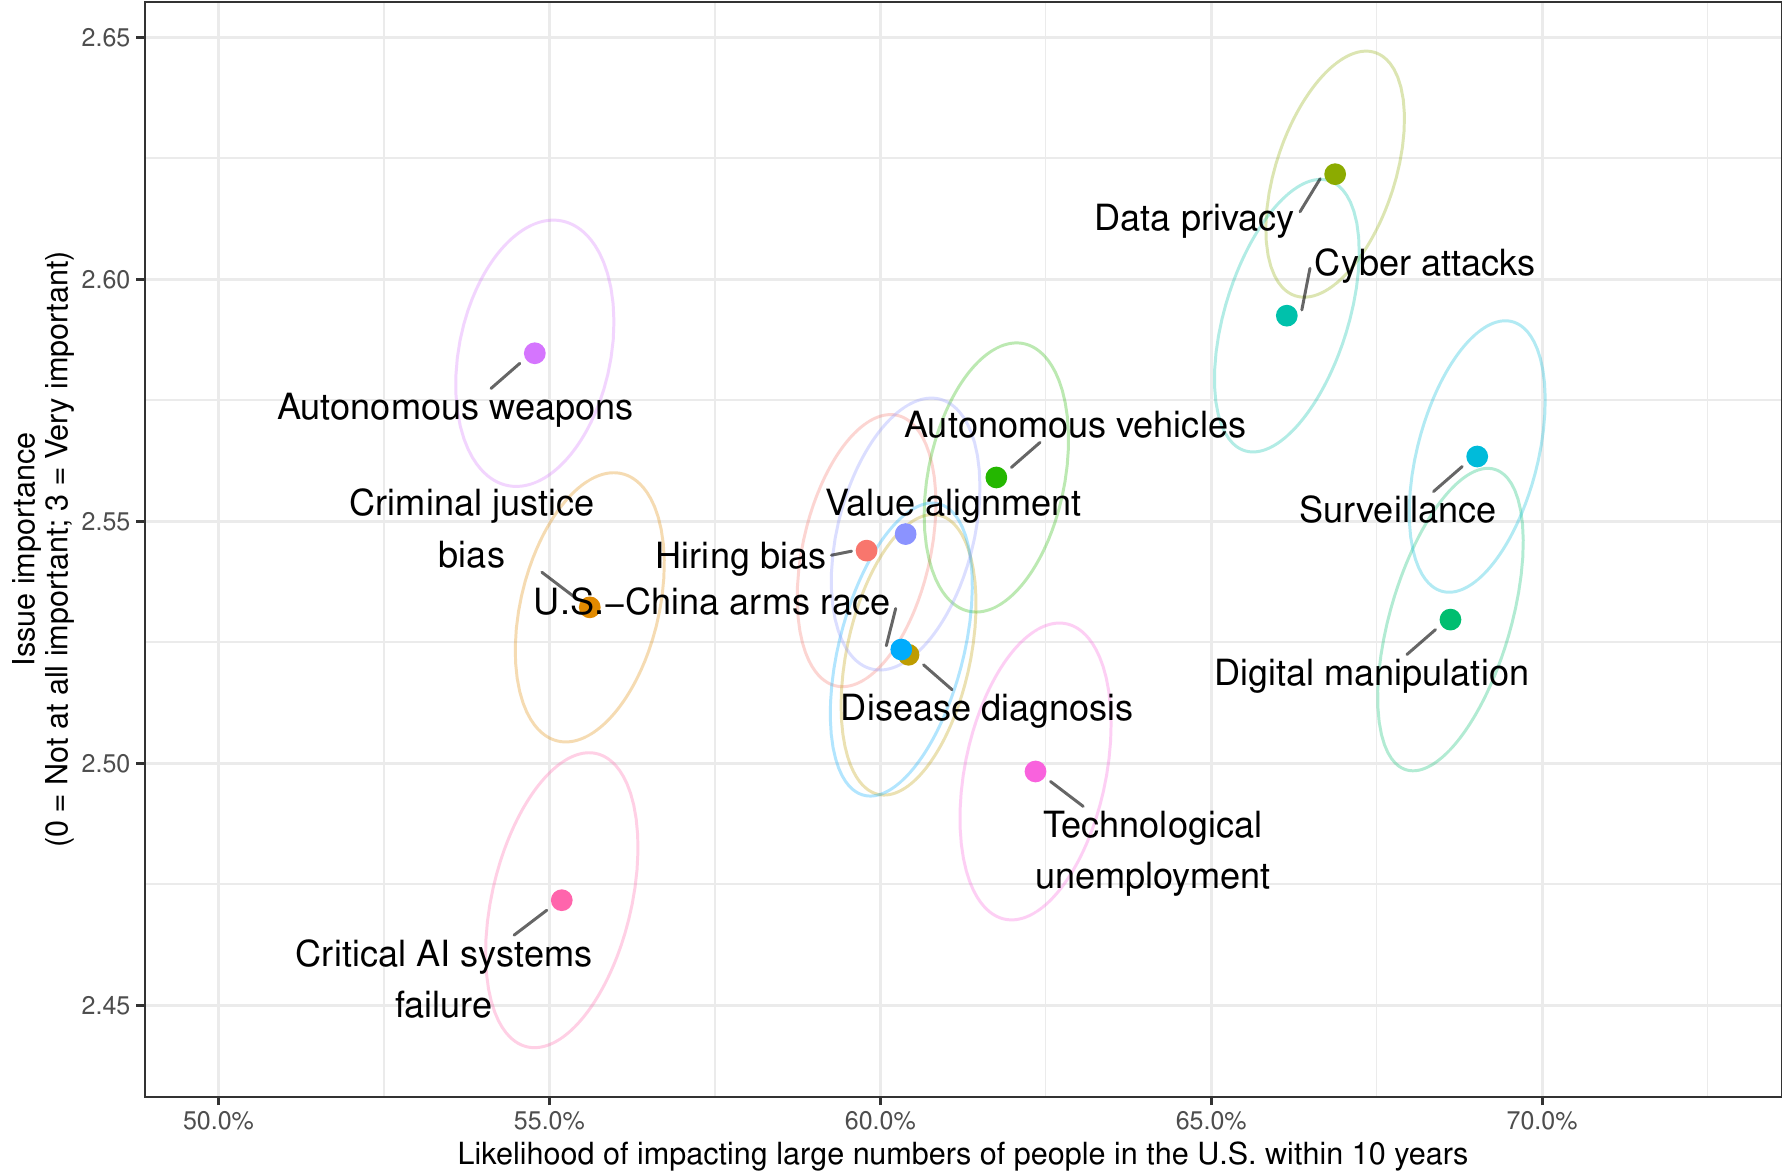 2.65
2.60
2.55
2.50
2.45
Issue importance
(0 = Not at all important; 3 = Very important)
Data privacy
Cyber attacks
Autonomous weapons
Autonomous vehicles
Criminal justice
bias
Value alignment
Surveillance
Hiring bias
U.S.−China arms race
Digital manipulation
Disease diagnosis
Technological
unemployment
Critical AI systems
failure
50.0%
55.0%
60.0%
65.0%
70.0%
Likelihood of impacting large numbers of people in the U.S. within 10 years